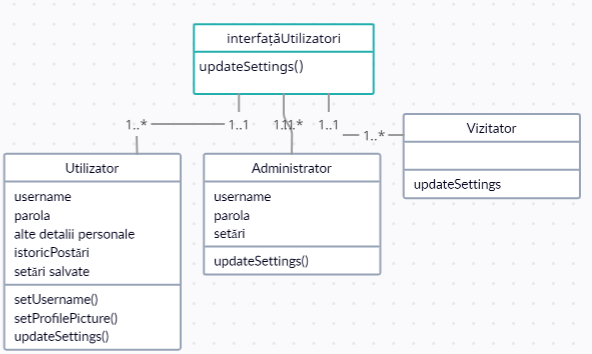 interfațăUtilizatori
updateSettings()
1..*
1..1
1..1
1..*
1..1
1..*
Utilizator
username
parola
alte detalii personale
istoricPostări
setări salvate
setUsername()
setProfilePicture()
updateSettings()
Administrator
username
parola
setări
updateSettings()
Vizitator
updateSettings